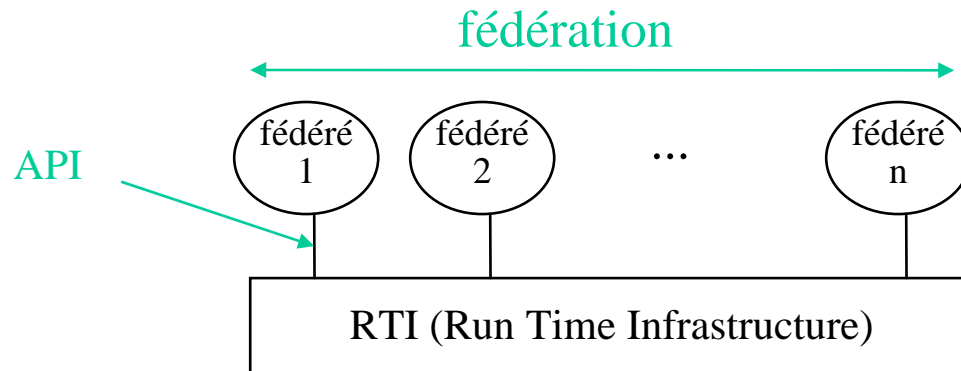 fédération
fédéré
1
fédéré
2
...
fédéré
n
API
RTI (Run Time Infrastructure)